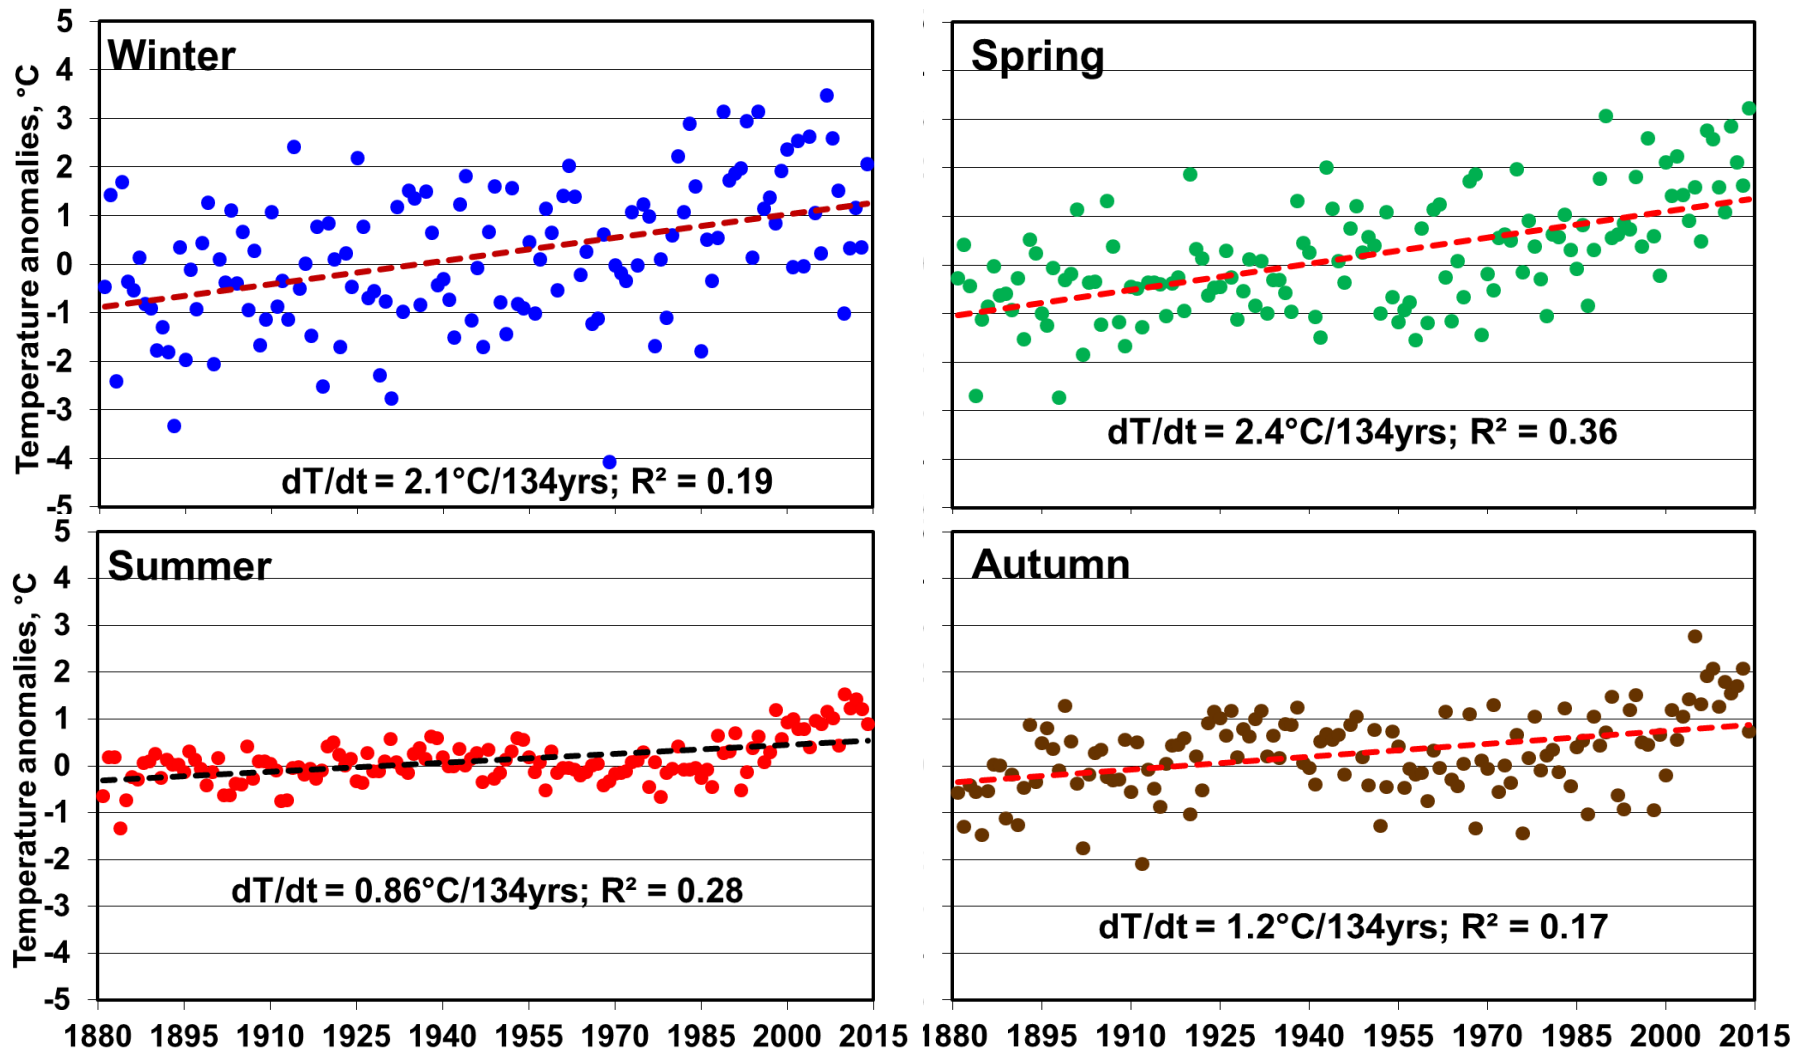 Winter
Temperature anomalies, °C
5
4
3
2
1
0
-1
-2
-3
-4
-5
dT/dt = 2.1°C/134yrs; R² = 0.19
Spring
dT/dt = 2.4°C/134yrs; R² = 0.36
Summer
Temperature anomalies, °C
5
4
3
2
1
0
-1
-2
-3
-4
-5
dT/dt = 0.86°C/134yrs; R² = 0.28
1880 1895 1910 1925 1940 1955 1970 1985 2000 2015
Autumn
dT/dt = 1.2°C/134yrs; R² = 0.17
1880 1895 1910 1925 1940 1955 1970 1985 2000 2015